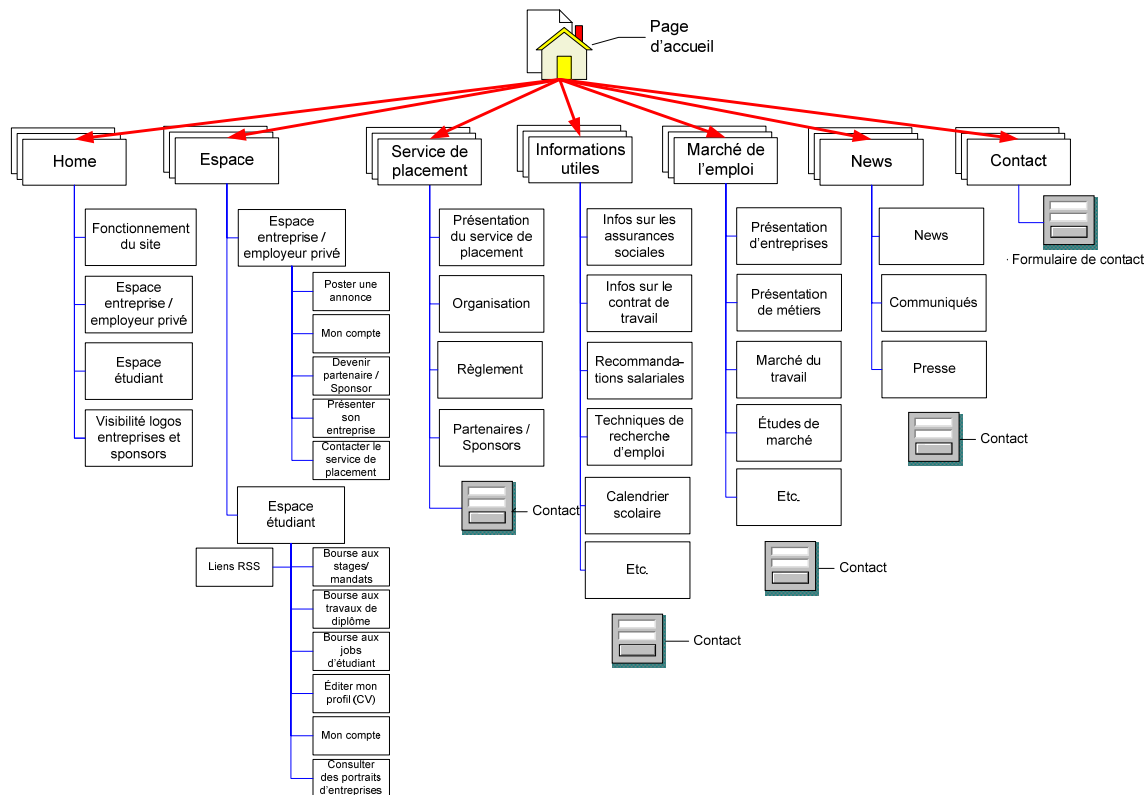 Page
d'accueil
Home
Fonctionnement
du site
Espace
entreprise /
employeur privé
Espace
étudiant
Visibilité logos
entreprises et
sponsors
Espace
Espace
entreprise /
employeur privé
Poster une
annonce
Mon compte
Devenir
partenaire /
Sponsor
Présenter
son
entreprise
Contacter le
service de
placement
Espace
étudiant
Liens RSS
Bourse aux
stages/
mandats
Bourse aux
travaux de
diplôme
Bourse aux
jobs
d'étudiant
Éditer mon
profil (CV)
Mon compte
Consulter
des portraits
d'entreprises
Service de
placement
Présentation
du service de
placement
Organisation
Règlement
Partenaires /
Sponsors
Contact
Informations
utiles
Infos sur les
assurances
sociales
Infos sur le
contrat de
travail
Recommanda-
tions salariales
Techniques de
recherche
d'emploi
Calendrier
scolaire
Etc.
Contact
Marché de
l'emploi
Présentation
d'entreprises
Présentation
de métiers
Marché du
travail
Études de
marché
Etc.
Contact
News
News
Communiqués
Presse
Contact
Contact
Formulaire de contact